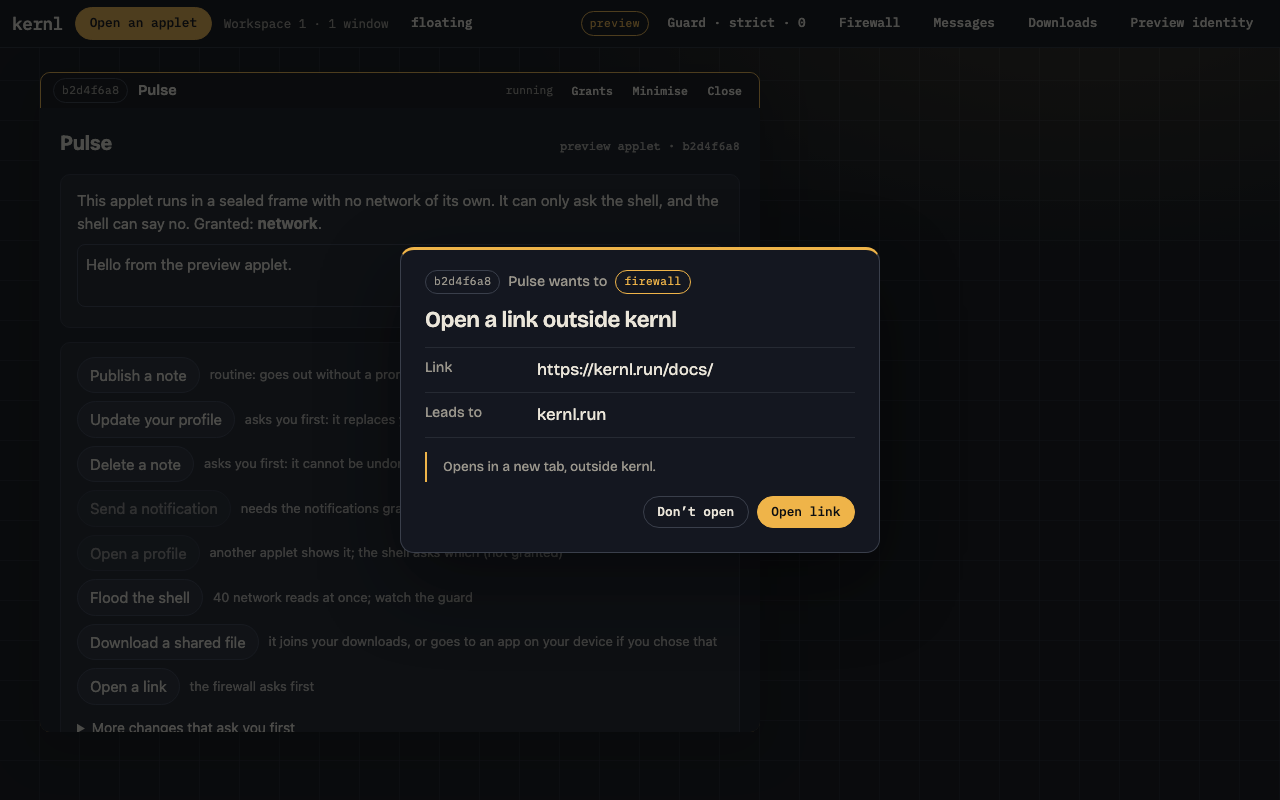 kernl Open an applet Workspace 1 · 1 window floating preview Guard · strict · 0 Firewall Messages Downloads Preview identity
b2d4f6a8 Pulse running Grants Minimise Close
Pulse preview applet · b2d4f6a8
This applet runs in a sealed frame with no network of its own. It can only ask the shell, and the
shell can say no. Granted: network.
Hello from the preview applet.
b2d4f6a8 Pulse wants to firewall
Open a link outside kernl
Link https://kernl.run/docs/
Leads to kernl.run
Opens in a new tab, outside kernl.
Don’t open Open link
Publish a note routine: goes out without a
Update your profile asks you first: it replaces
Delete a note asks you first: it cannot be
Send a notification needs the notifications
Open a profile another applet shows it; the shell asks which (not granted)
Flood the shell 40 network reads at once; watch the guard
Download a shared file it joins your downloads, or goes to an app on your device if you chose that
Open a link the firewall asks first
More changes that ask you first